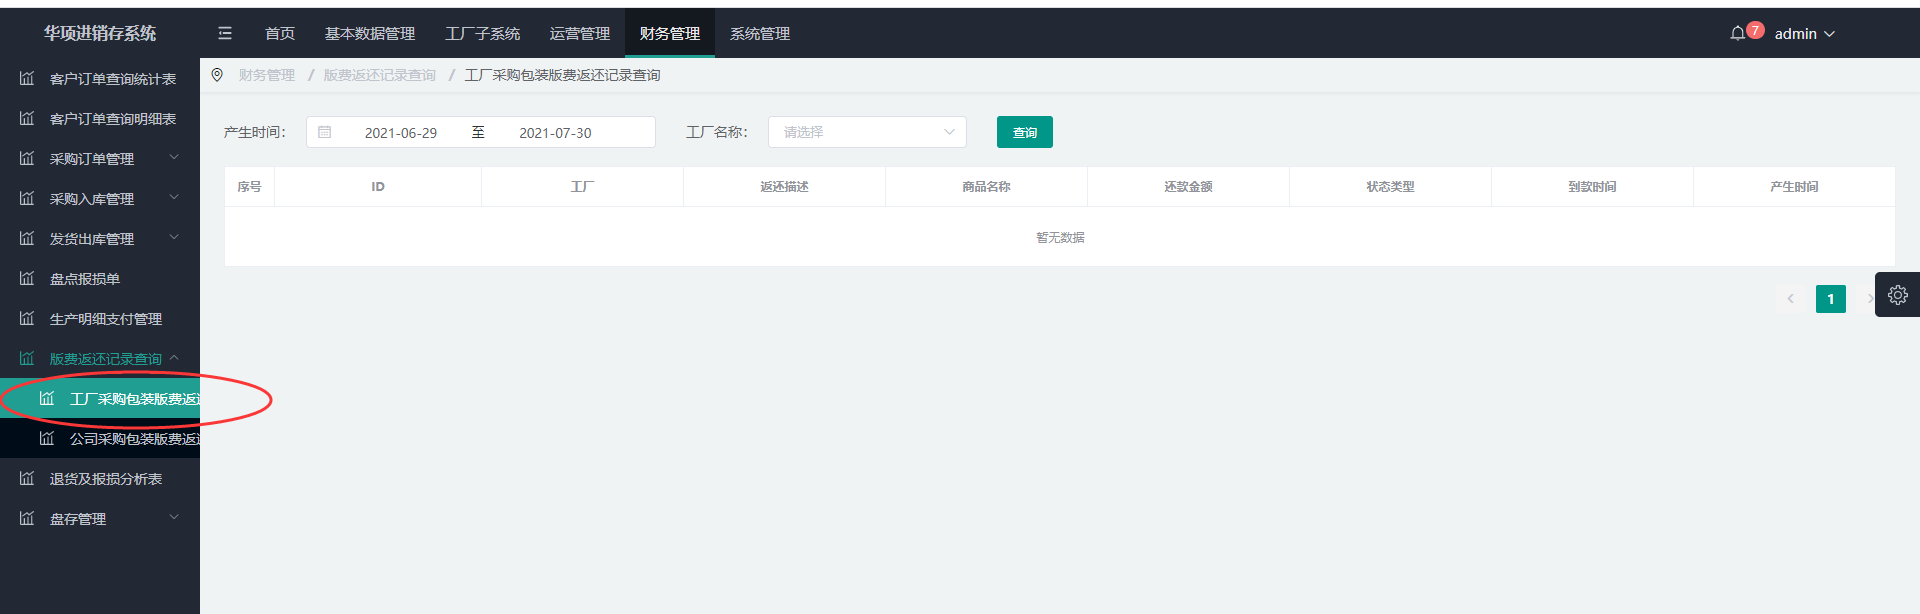 华项进销存系统
首页 基本数据管理 工厂子系统 运营管理 财务管理 系统管理
7 admin
财务管理 / 版费返还记录查询 / 工厂采购包装版费返还记录查询
客户订单查询统计表
客户订单查询明细表
采购订单管理
采购入库管理
发货出库管理
盘点报损单
生产明细支付管理
版费返还记录查询
工厂采购包装版费返
公司采购包装版费返
退货及报损分析表
盘存管理
产生时间： 2021-06-29 至 2021-07-30 工厂名称： 请选择 查询
序号 ID 工厂 返还描述 商品名称 还款金额 状态类型 到款时间 产生时间
暂无数据
1